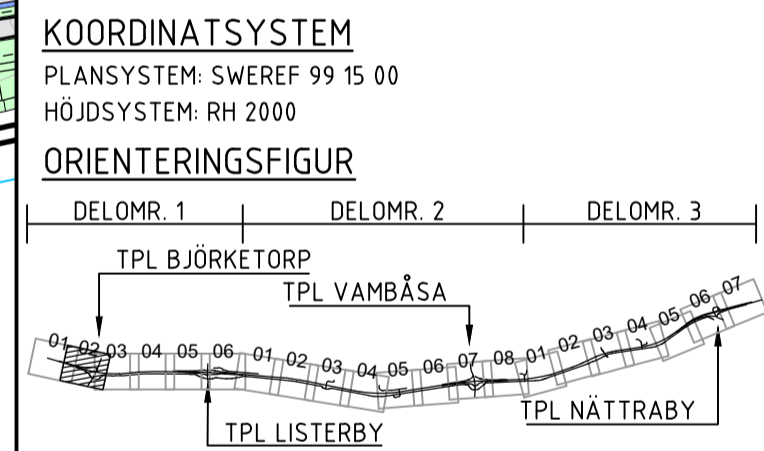 KOORDINATSYSTEM
PLANSYSTEM: SWEREF 99 15 00
HÖJDSYSTEM: RH 2000
ORIENTERINGSFIGUR
DELOMR. 1 DELOMR. 2 DELOMR. 3
TPL BJÖRKETORP
TPL VAMBÅSA
01 02 03 04 05 06 01 02 03 04 05 06 07 08 01 02 03 04 05 06 07
TPL NÄTTRABY
TPL LISTERBY